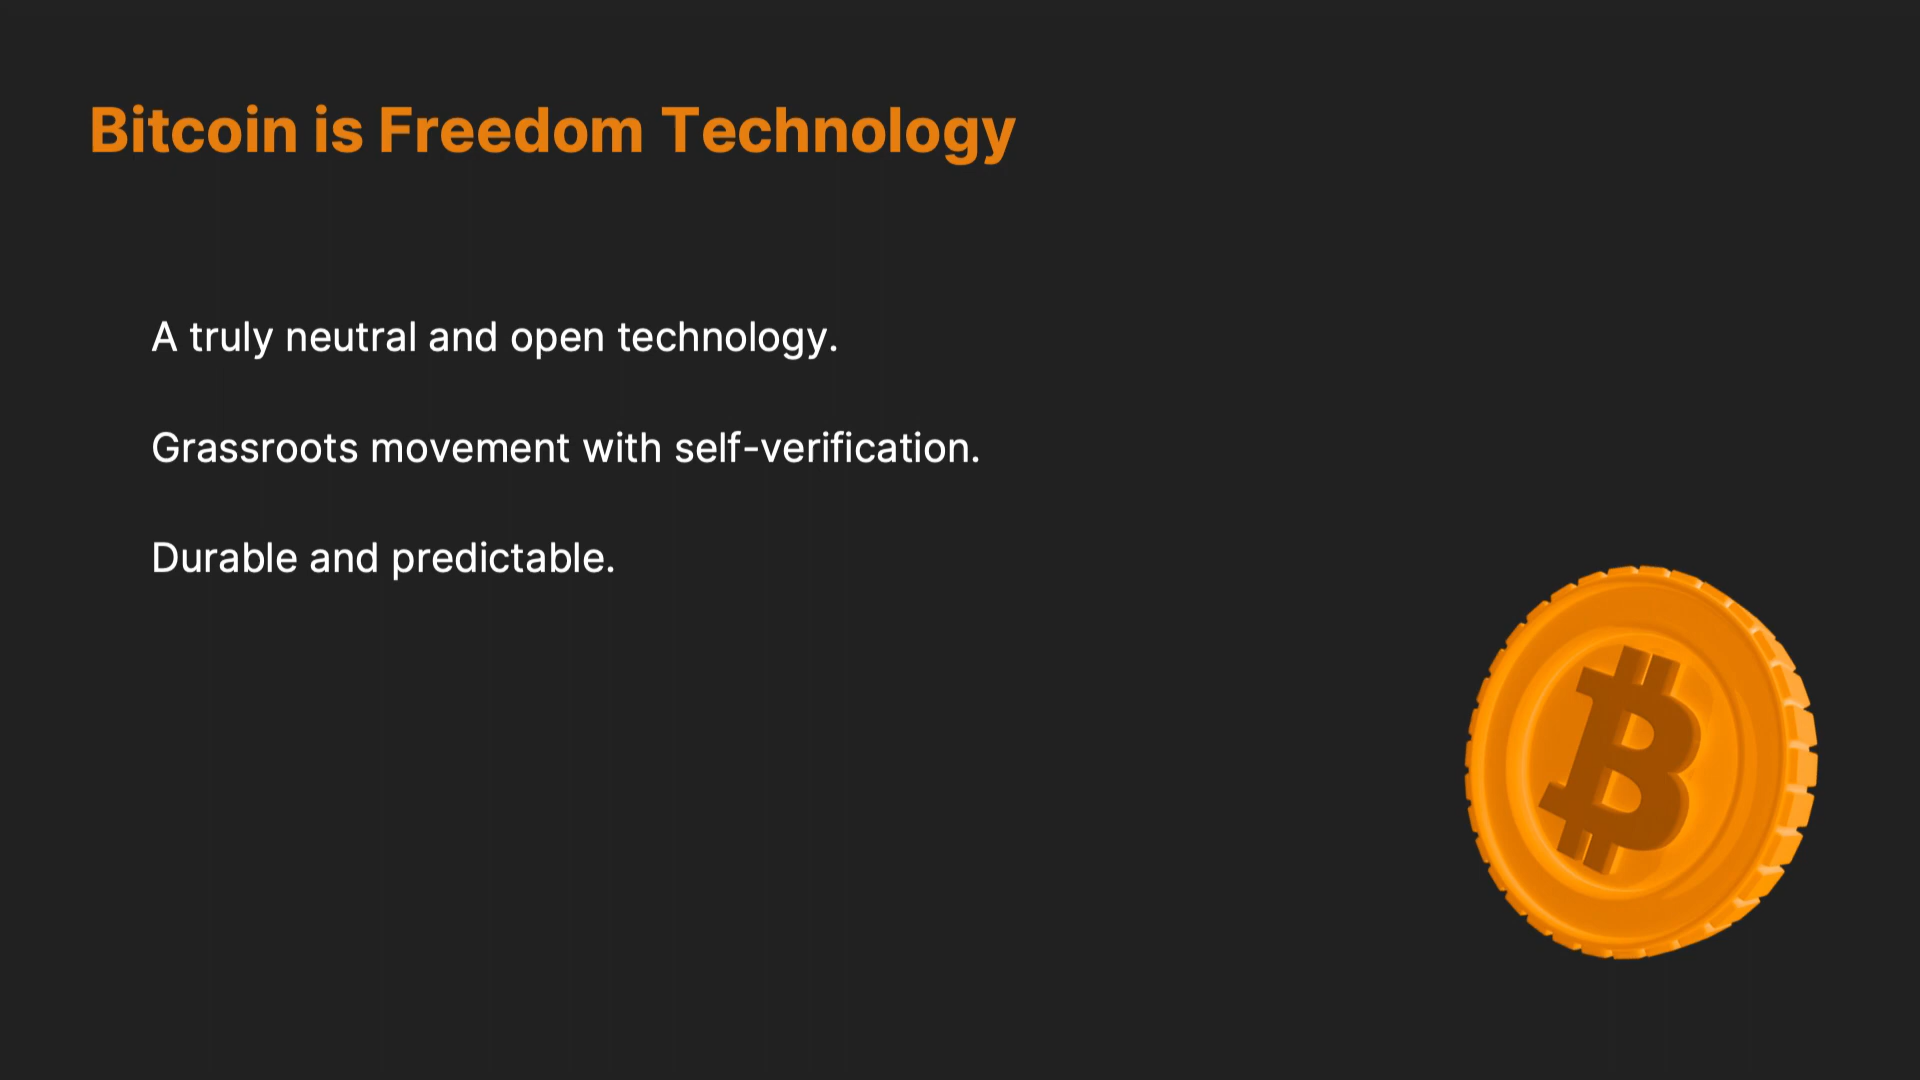 Bitcoin is Freedom Technology
A truly neutral and open technology.
Grassroots movement with self-verification.
Durable and predictable.